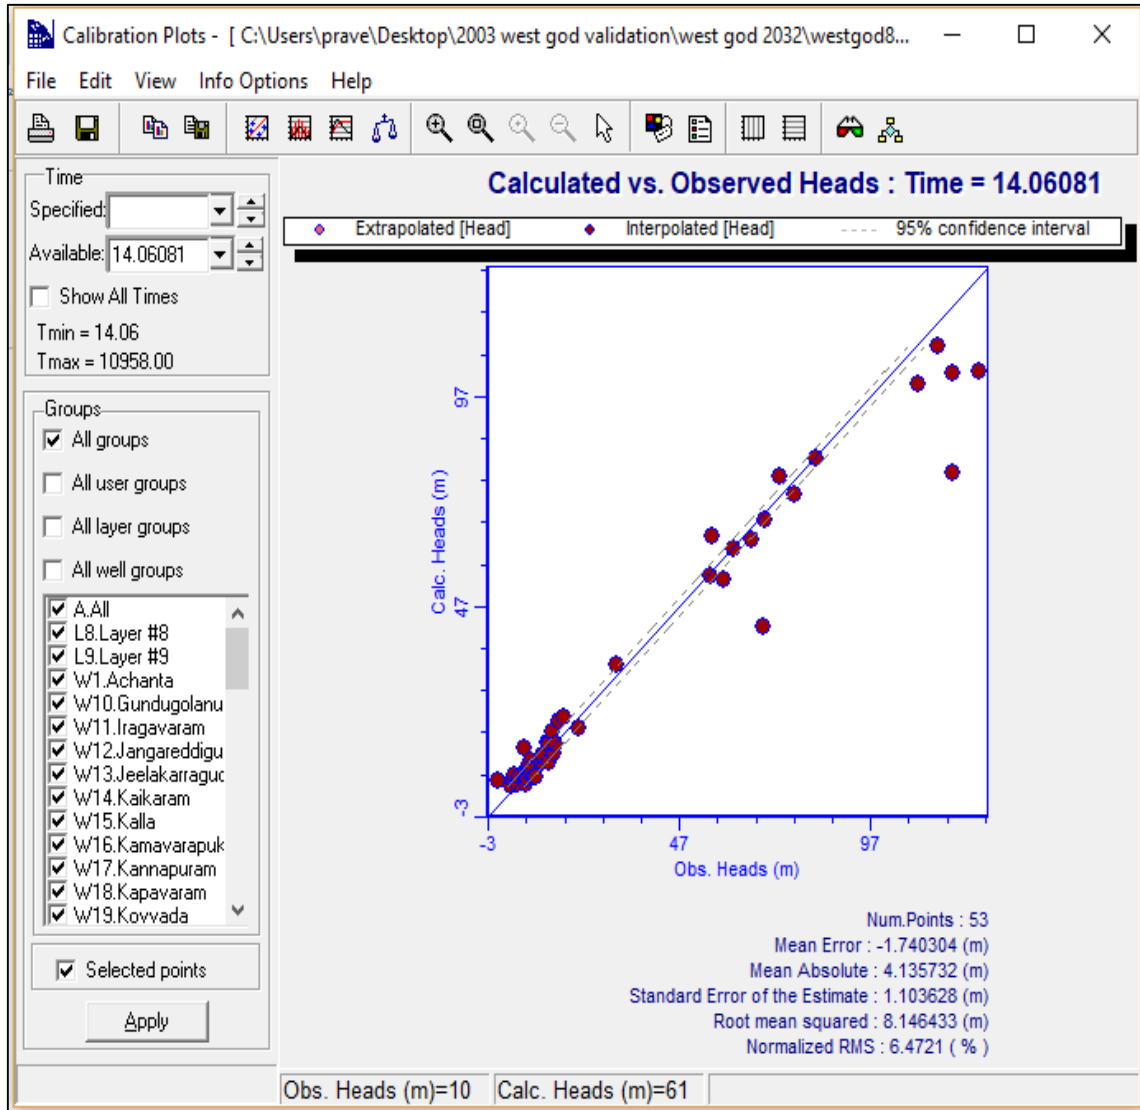 Calibration Plots - [ C:\Users\prave\Desktop\2003 west god validation\west god 2032\westgod8...
File Edit View Info Options Help
Time
Specified:
Available: 14.06081
Show All Times
Tmin = 14.06
Tmax = 10958.00
Groups
All groups
All user groups
All layer groups
All well groups
A.All
L8.Layer #8
L9.Layer #9
W1.Achanta
W10.Gundugolanu
W11.Iragavaram
W12.Jangareddigu
W13.Jeelakarragud
W14.Kaikaram
W15.Kalla
W16.Kamavarapuk
W17.Kannapuram
W18.Kapavaram
W19.Kovvada
Selected points
Apply
Calculated vs. Observed Heads : Time = 14.06081
Extrapolated [Head] Interpolated [Head] 95% confidence interval
Calc. Heads (m)
97
47
-3
-3 47 97
Obs. Heads (m)
Num.Points : 53
Mean Error : -1.740304 (m)
Mean Absolute : 4.135732 (m)
Standard Error of the Estimate : 1.103628 (m)
Root mean squared : 8.146433 (m)
Normalized RMS : 6.4721 ( % )
Obs. Heads (m)=10 Calc. Heads (m)=61